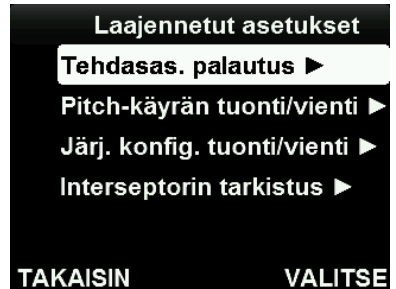 Laajennetut asetukset
Tehdasas. palautus ►
Pitch-käyrän tuonti/vienti ►
Järj. konfig. tuonti/vienti ►
Interseptorin tarkistus ►
TAKAISIN VALITSE